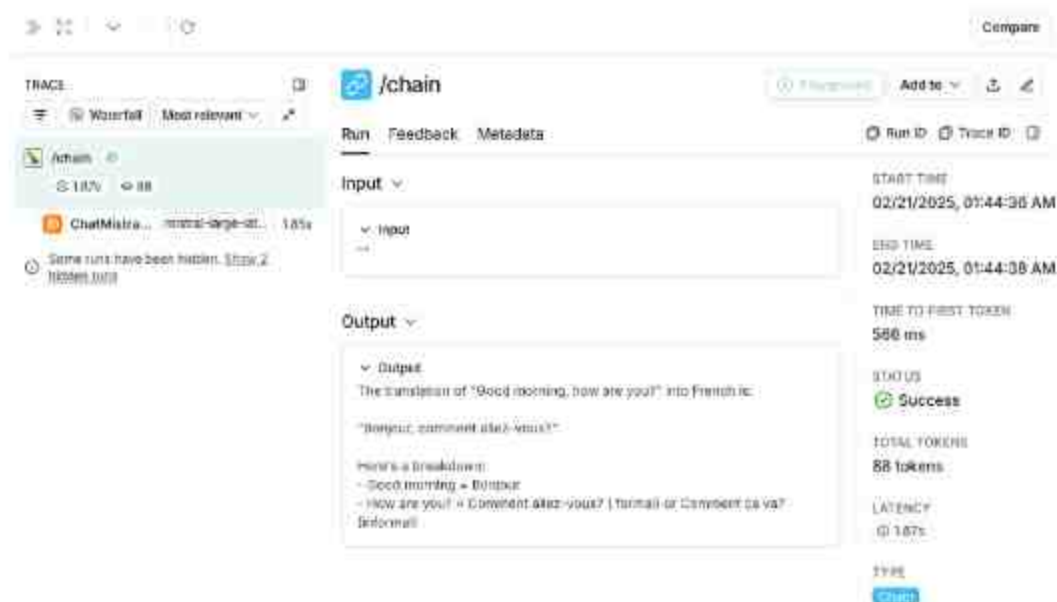 Compare
TRACE
Waterfall Most relevant
/chain
1.87s 88
ChatMistra... mistral-large-lat... 1.85s
Some runs have been hidden. Show 2
hidden runs
/chain
Add to
Run Feedback Metadata
Run ID Trace ID
Input
Input
Output
Output
The translation of "Good morning, how are you?" into French is:
"Bonjour, comment allez-vous?"
Here's a breakdown:
- Good morning = Bonjour
- How are you? = Comment allez-vous? (formal) or Comment ça va?
(informal)
START TIME
02/21/2025, 01:44:36 AM
END TIME
02/21/2025, 01:44:38 AM
TIME TO FIRST TOKEN
566 ms
STATUS
Success
TOTAL TOKENS
88 tokens
LATENCY
1.87s
TYPE
Chain